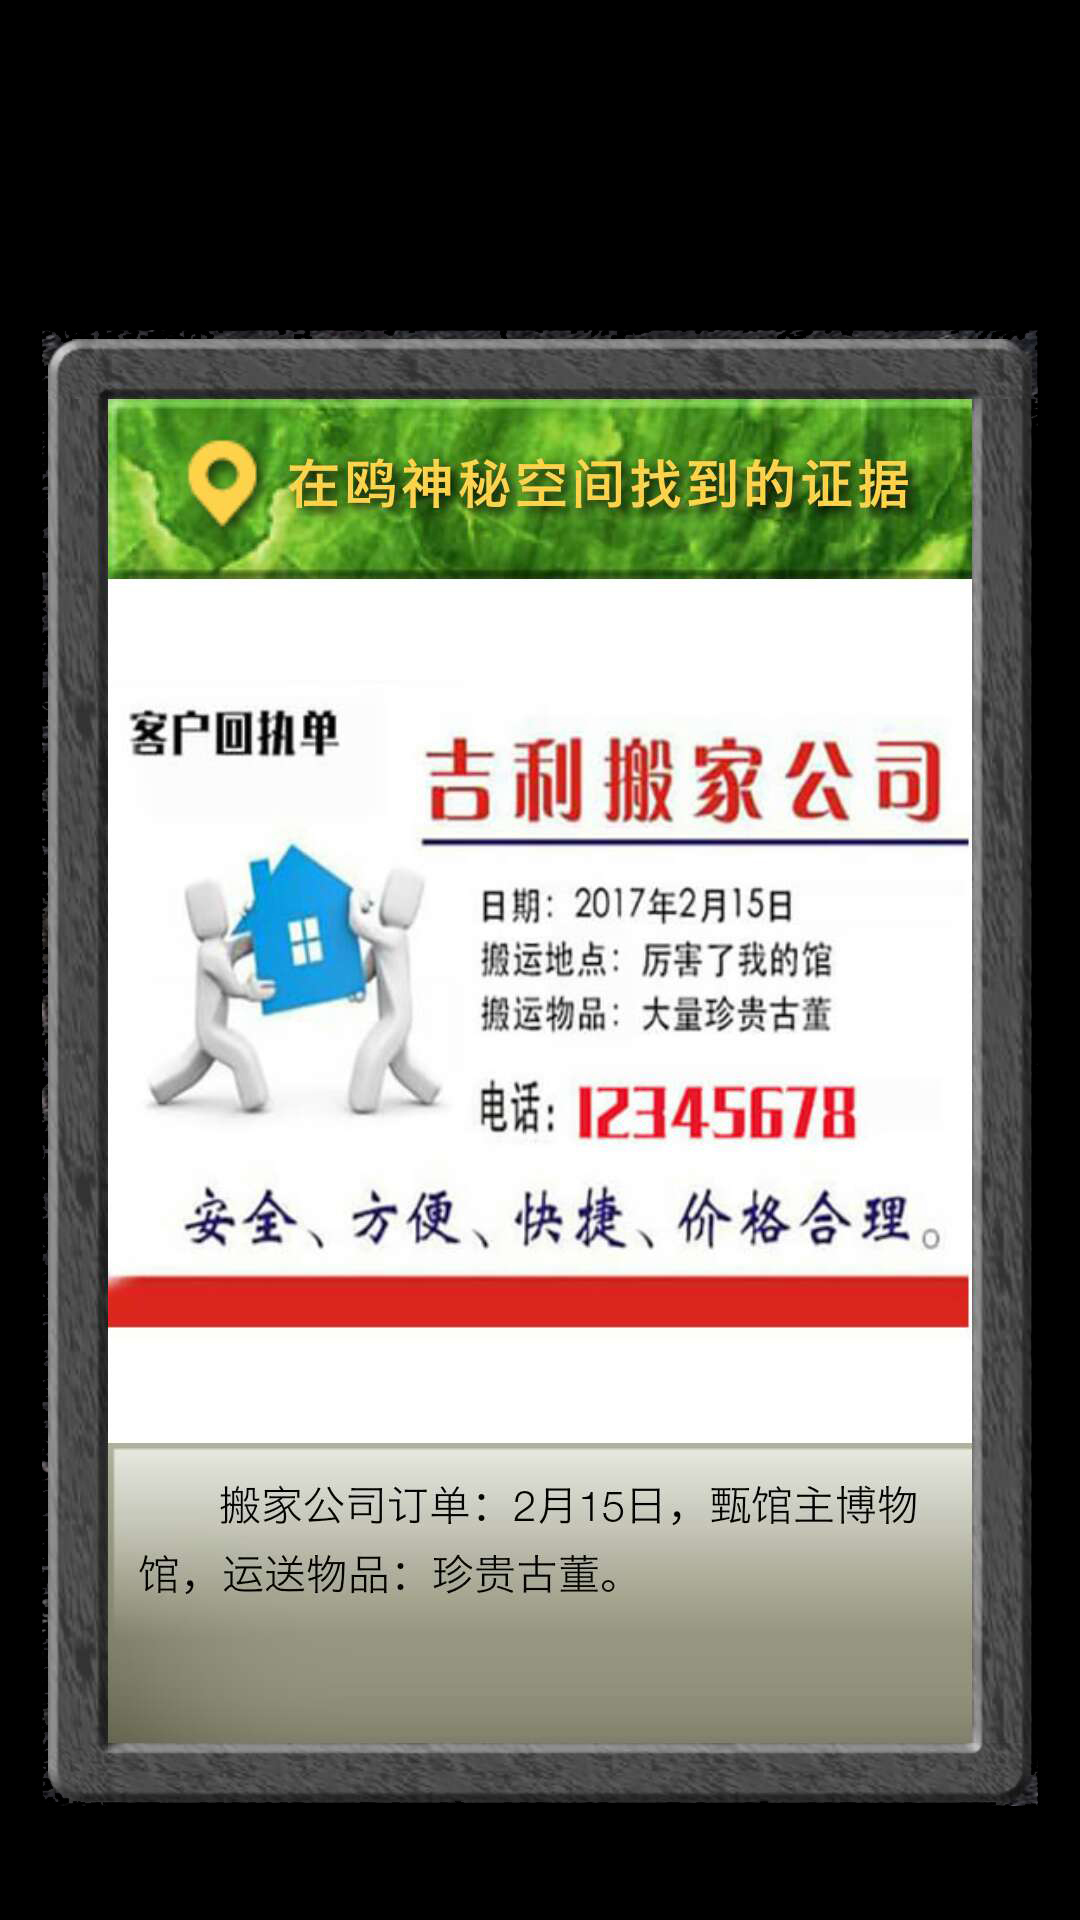 在鸥神秘空间找到的证据
客户回执单
吉利搬家公司
日期：2017年2月15日
搬运地点：厉害了我的馆
搬运物品：大量珍贵古董
电话：12345678
安全、方便、快捷、价格合理。
搬家公司订单：2月15日，甄馆主博物
馆，运送物品：珍贵古董。